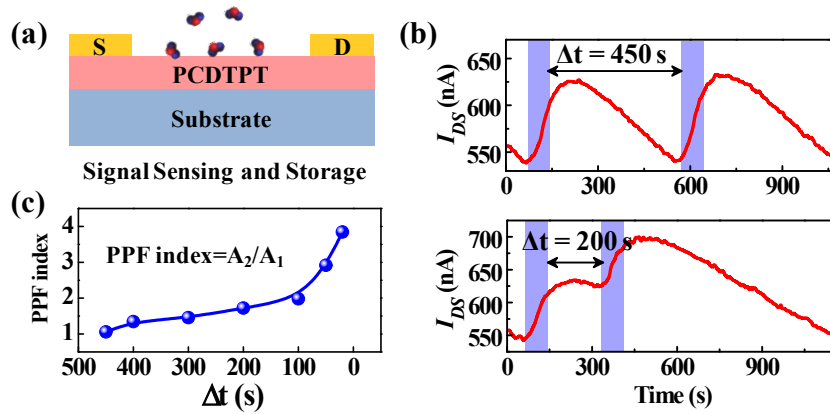 (a)
S
D
PCDTPT
Substrate
Signal Sensing and Storage
(b)
650
600
550
I_DS (nA)
Δt = 450 s
0 300 600 900
700
650
600
550
I_DS (nA)
Δt = 200 s
0 300 600 900
Time (s)
(c)
4
3
2
1
PPF index
PPF index=A₂/A₁
500 400 300 200 100 0
Δt (s)